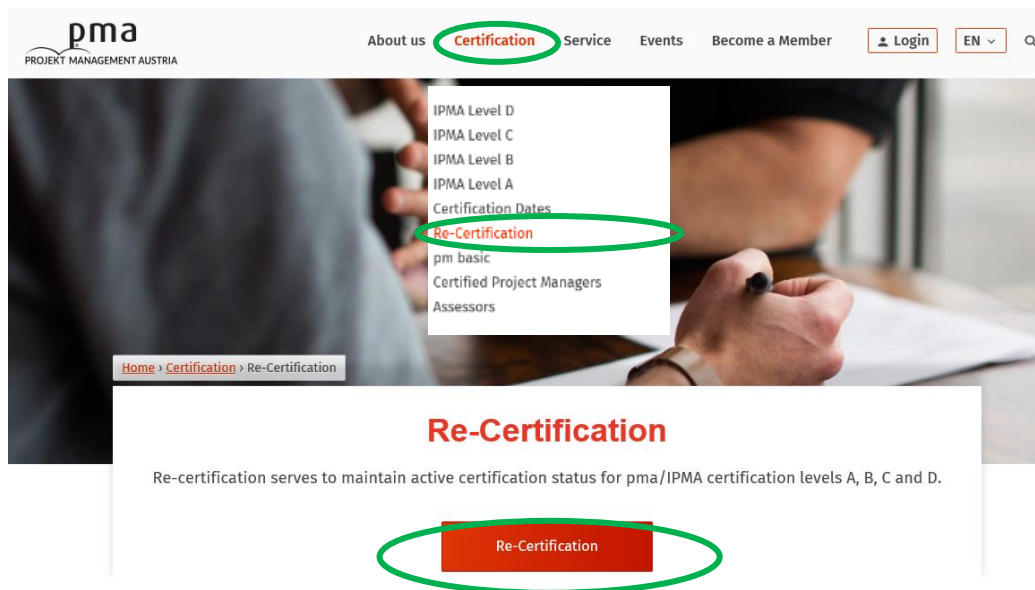 pma
PROJEKT MANAGEMENT AUSTRIA
About us Certification Service Events Become a Member Login EN
IPMA Level D
IPMA Level C
IPMA Level B
IPMA Level A
Certification Dates
Re-Certification
pm basic
Certified Project Managers
Assessors
Home › Certification › Re-Certification
Re-Certification
Re-certification serves to maintain active certification status for pma/IPMA certification levels A, B, C and D.
Re-Certification